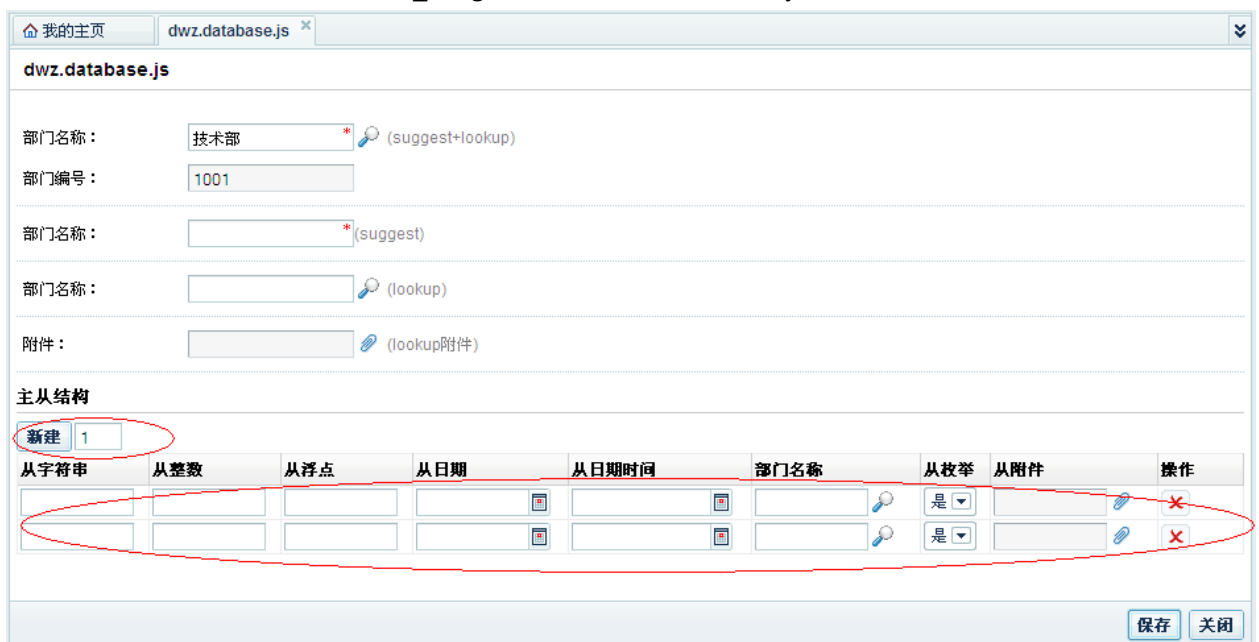 我的主页 dwz.database.js
dwz.database.js
部门名称： 技术部 * (suggest+lookup)
部门编号： 1001
部门名称： * (suggest)
部门名称： (lookup)
附件： (lookup附件)
主从结构
新建 1
从字符串 从整数 从浮点 从日期 从日期时间 部门名称 从枚举 从附件 操作
是
是
保存 关闭